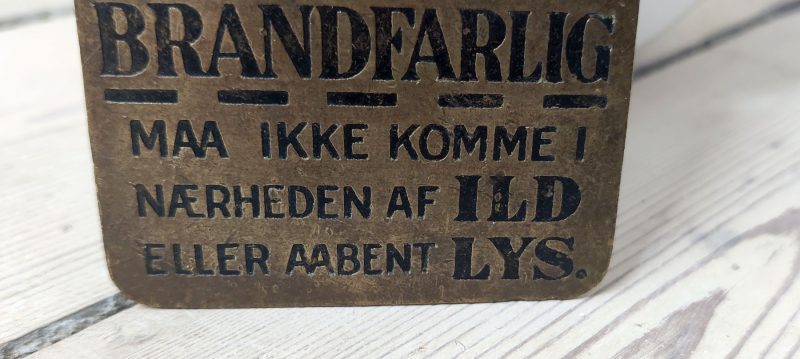 BRANDFARLIG
MAA IKKE KOMME I
NÆRHEDEN AF ILD
ELLER AABENT LYS.